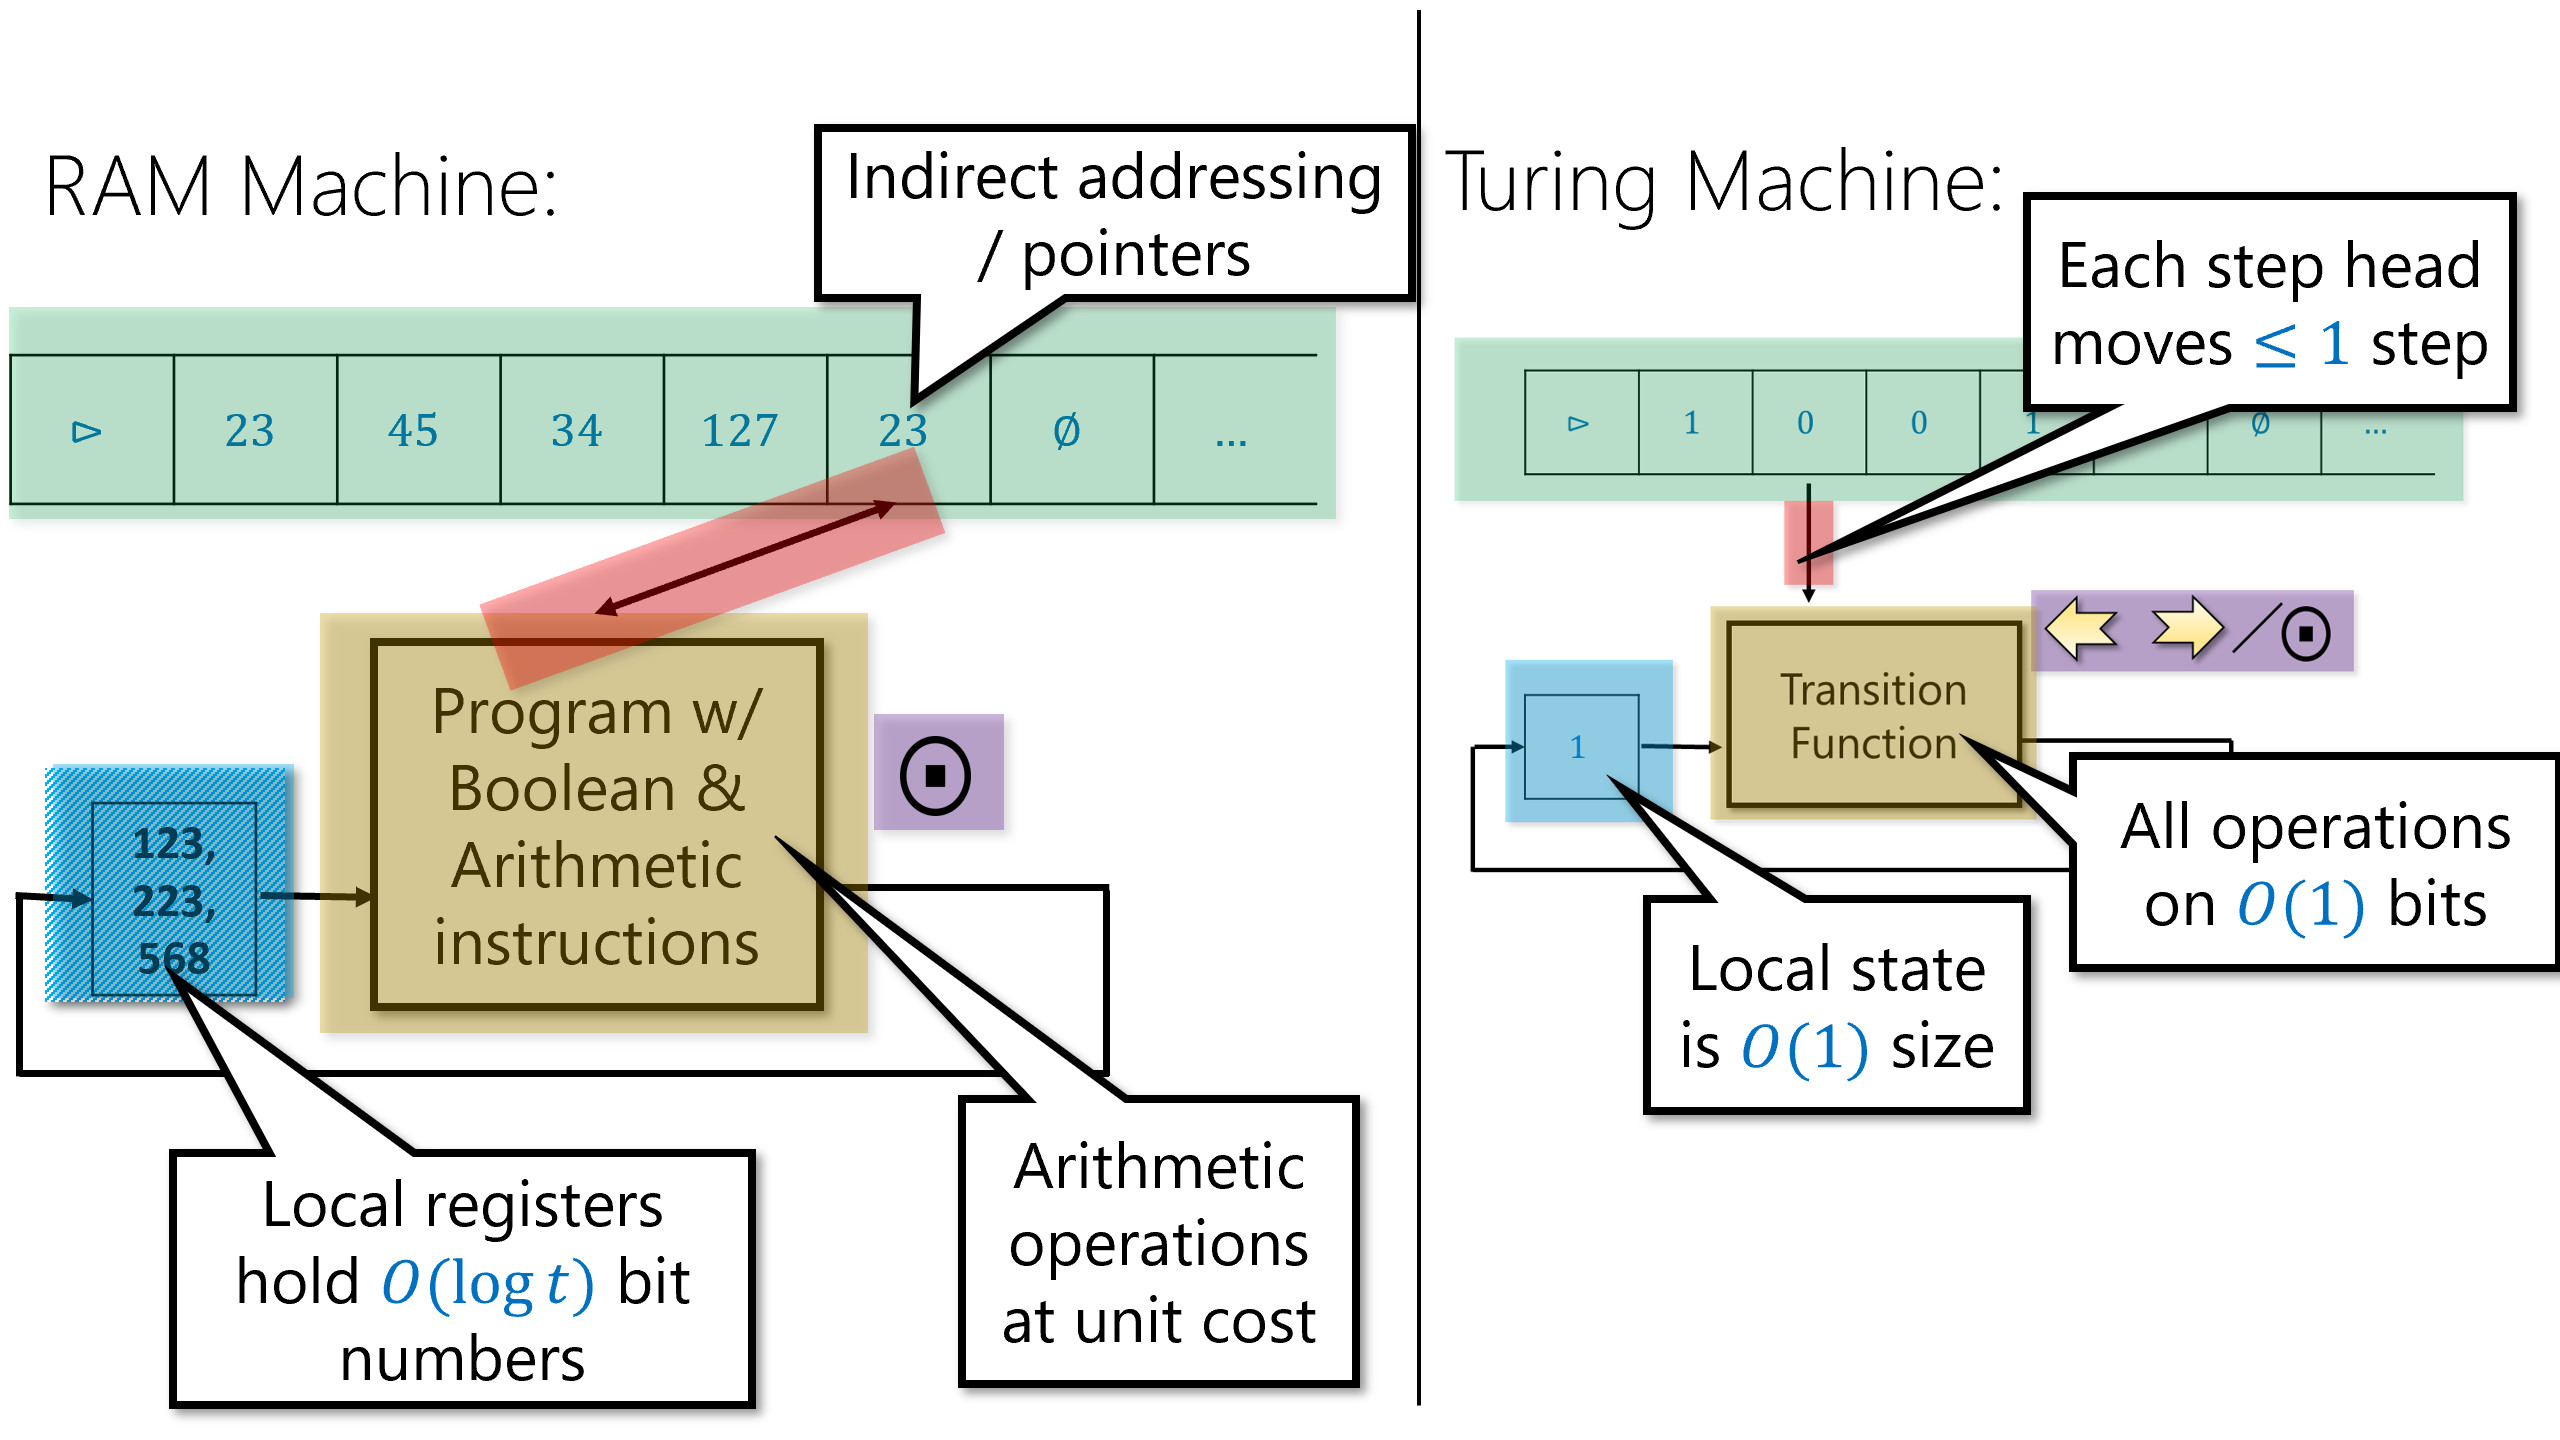 RAM Machine:
Indirect addressing
/ pointers
⊳ 23 45 34 127 23 ∅ ...
Program w/
Boolean &
Arithmetic
instructions
123,
223,
568
Local registers
hold O(log t) bit
numbers
Arithmetic
operations
at unit cost
Turing Machine:
Each step head
moves ≤ 1 step
⊳ 1 0 0 1 ∅ ...
Transition
Function
1
All operations
on O(1) bits
Local state
is O(1) size